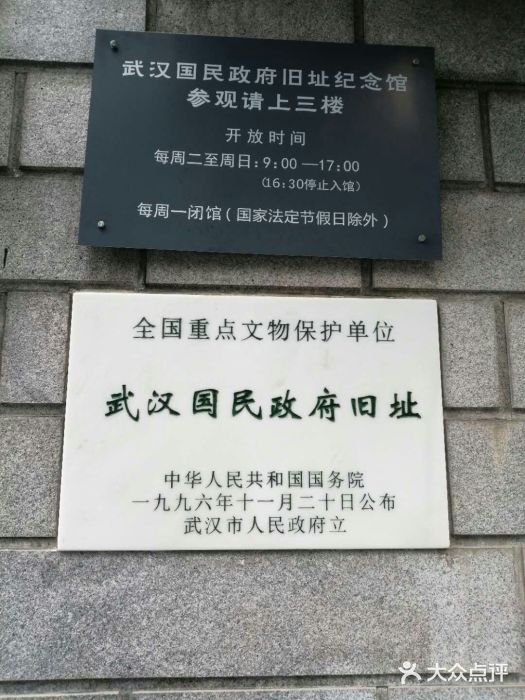 武汉国民政府旧址纪念馆
参观请上三楼
开放时间
每周二至周日:9:00—17:00
(16:30停止入馆)
每周一闭馆(国家法定节假日除外)
全国重点文物保护单位
武汉国民政府旧址
中华人民共和国国务院
一九九六年十一月二十日公布
武汉市人民政府立
大众点评